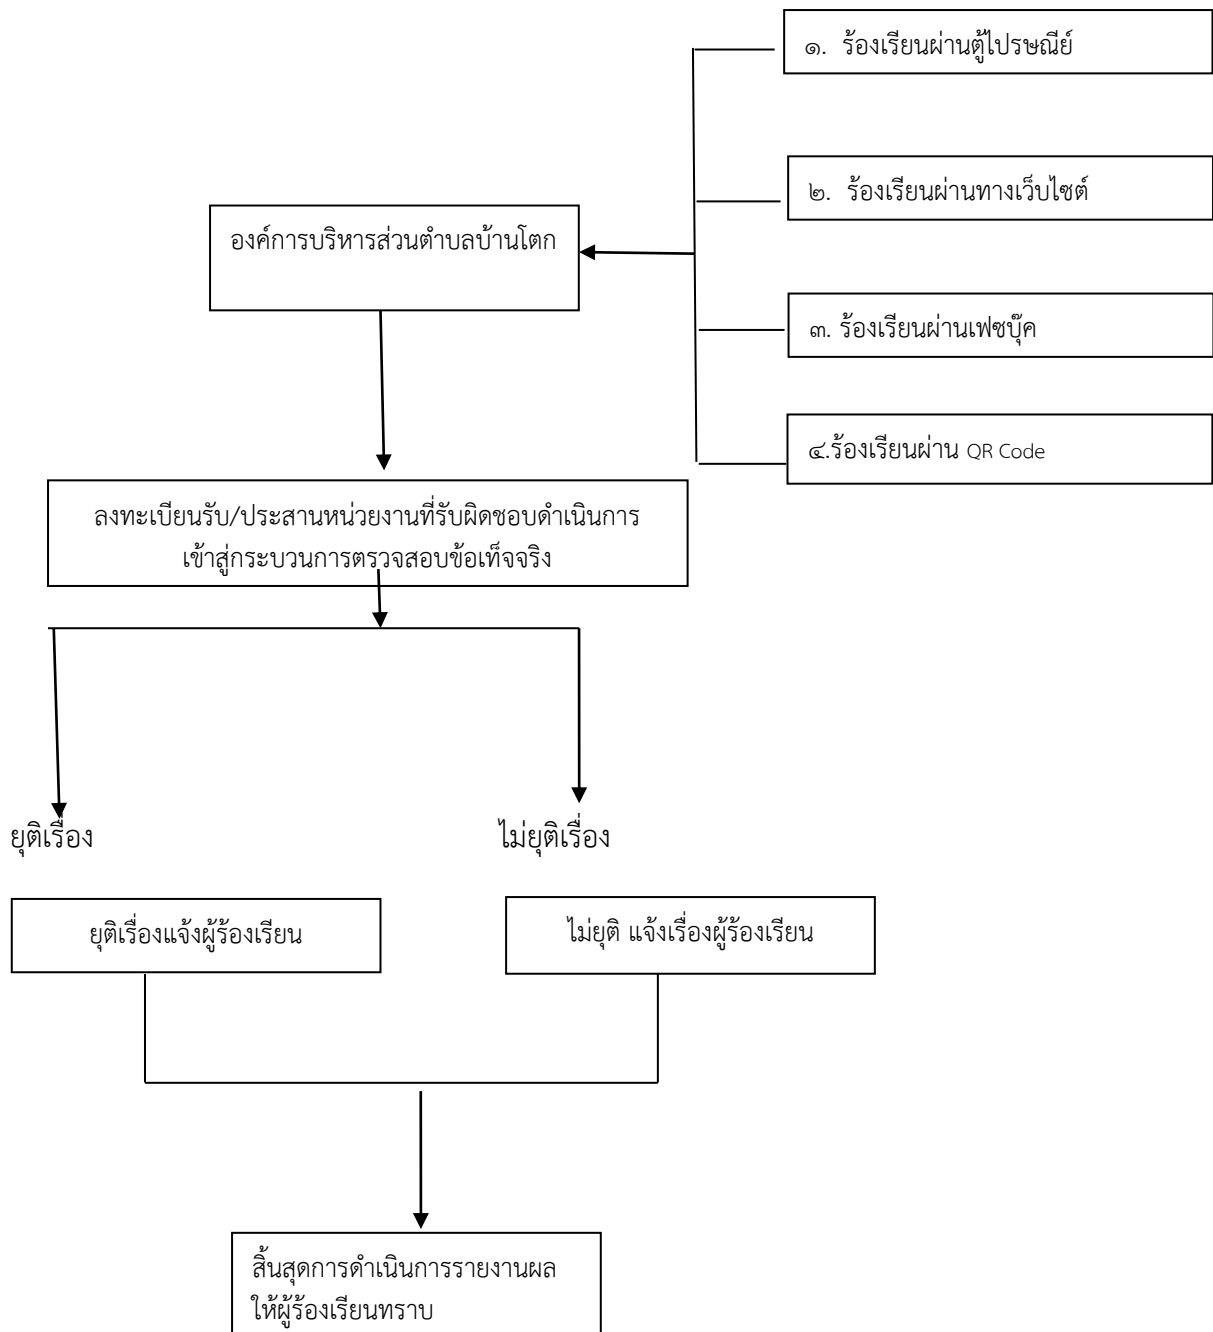 ๑. ร้องเรียนผ่านตู้ไปรษณีย์
๒. ร้องเรียนผ่านทางเว็บไซต์
องค์การบริหารส่วนตำบลบ้านโตก
๓. ร้องเรียนผ่านเฟซบุ๊ค
๔.ร้องเรียนผ่าน QR Code
ลงทะเบียนรับ/ประสานหน่วยงานที่รับผิดชอบดำเนินการ
เข้าสู่กระบวนการตรวจสอบข้อเท็จจริง
ยุติเรื่อง
ไม่ยุติเรื่อง
ยุติเรื่องแจ้งผู้ร้องเรียน
ไม่ยุติ แจ้งเรื่องผู้ร้องเรียน
สิ้นสุดการดำเนินการรายงานผล
ให้ผู้ร้องเรียนทราบ